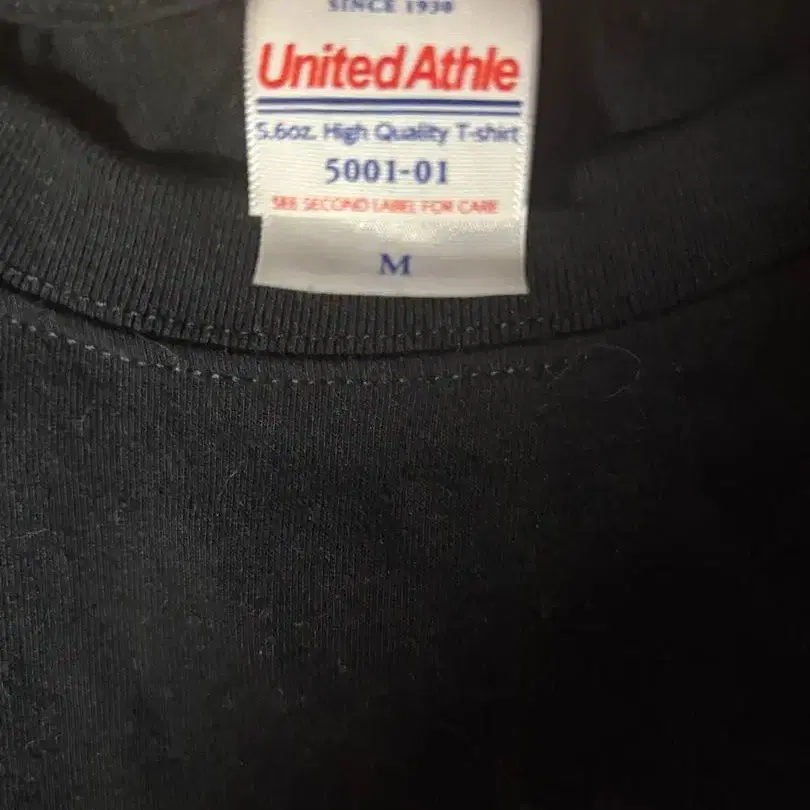 SINCE 1930
United Athle
5.6oz. High Quality T-shirt
5001-01
SEE SECOND LABEL FOR CARE
M